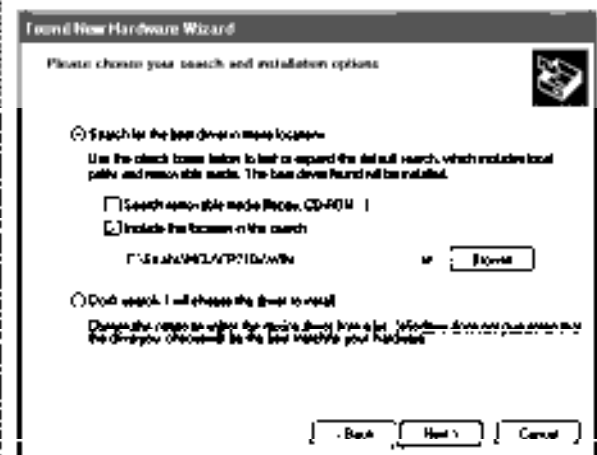 Found New Hardware Wizard
Please choose your search and installation options
Search for the best driver in these locations
Use the check boxes below to limit or expand the default search, which includes local
paths and removable media. The best driver found will be installed.
Search removable media (floppy, CD-ROM...)
Include this location in the search
Browse
Don't search. I will choose the driver to install
Choose this option to select the device driver from a list. Windows does not guarantee that
the driver you choose will be the best match for your hardware.
< Back
Next >
Cancel